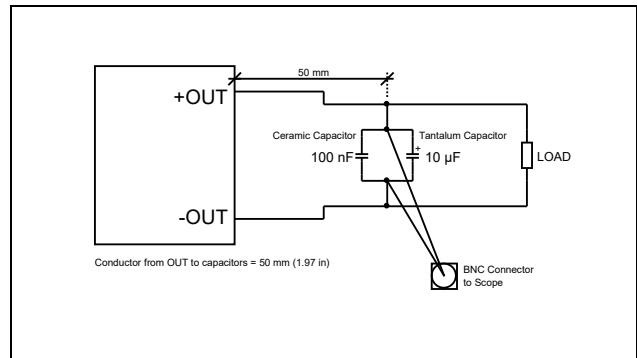 50 mm
+OUT
Ceramic Capacitor
Tantalum Capacitor
100 nF
+
10 µF
LOAD
-OUT
Conductor from OUT to capacitors = 50 mm (1.97 in)
BNC Connector
to Scope